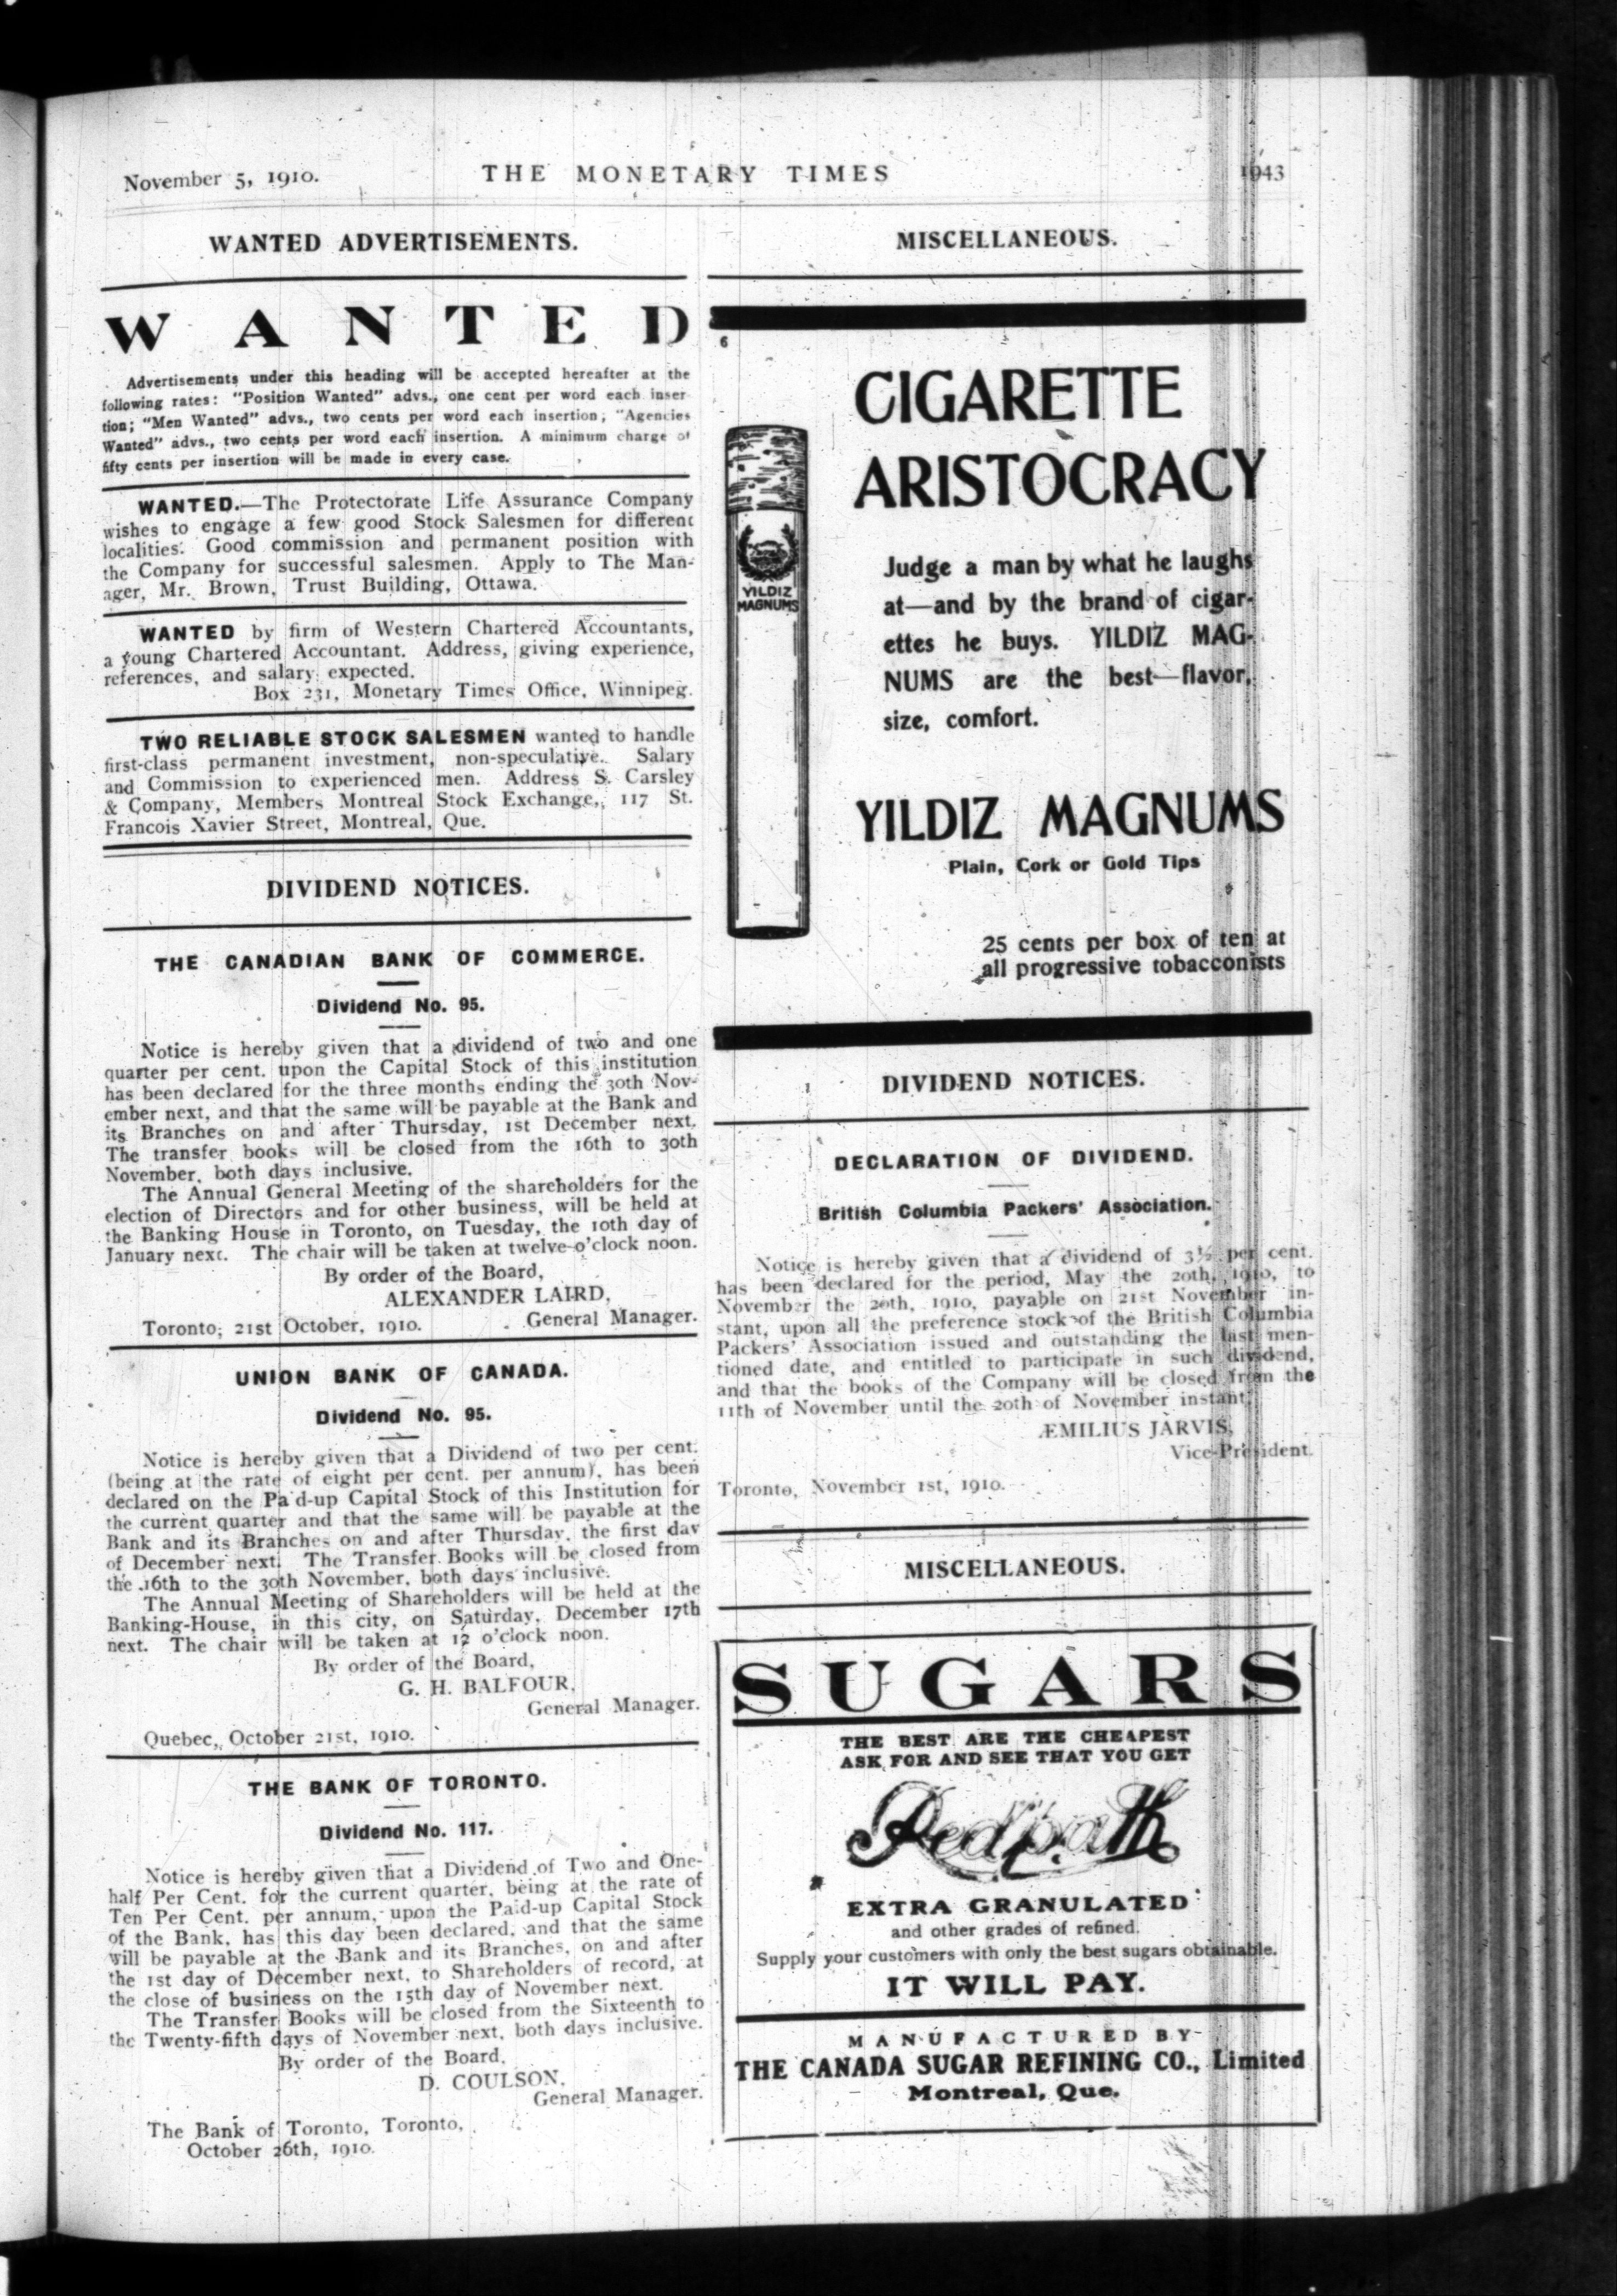 November 5, 1910.
THE MONETARY TIMES
1943
WANTED ADVERTISEMENTS.
WANTED
Advertisements under this heading will be accepted hereafter at the
following rates: "Position Wanted" advs., one cent per word each inser
tion; "Men Wanted" advs., two cents per word each insertion; "Agencies
Wanted" advs., two cents per word each insertion. A minimum charge of
fifty cents per insertion will be made in every case.
WANTED.—The Protectorate Life Assurance Company
wishes to engage a few good Stock Salesmen for different
localities. Good commission and permanent position with
the Company for successful salesmen. Apply to The Man-
ager, Mr. Brown, Trust Building, Ottawa.
WANTED by firm of Western Chartered Accountants,
a young Chartered Accountant. Address, giving experience,
references, and salary expected.
Box 231, Monetary Times Office, Winnipeg.
TWO RELIABLE STOCK SALESMEN wanted to handle
first-class permanent investment, non-speculative. Salary
and Commission to experienced men. Address S. Carsley
& Company, Members Montreal Stock Exchange, 117 St.
Francois Xavier Street, Montreal, Que.
DIVIDEND NOTICES.
THE CANADIAN BANK OF COMMERCE.
Dividend No. 95.
Notice is hereby given that a dividend of two and one
quarter per cent. upon the Capital Stock of this institution
has been declared for the three months ending the 30th Nov-
ember next, and that the same will be payable at the Bank and
its Branches on and after Thursday, 1st December next.
The transfer books will be closed from the 16th to 30th
November, both days inclusive.
The Annual General Meeting of the shareholders for the
election of Directors and for other business, will be held at
the Banking House in Toronto, on Tuesday, the 10th day of
January next. The chair will be taken at twelve o'clock noon.
By order of the Board,
ALEXANDER LAIRD,
General Manager.
Toronto, 21st October, 1910.
UNION BANK OF CANADA.
Dividend No. 95.
Notice is hereby given that a Dividend of two per cent.
(being at the rate of eight per cent. per annum), has been
declared on the Pa d-up Capital Stock of this Institution for
the current quarter and that the same will be payable at the
Bank and its Branches on and after Thursday, the first day
of December next. The Transfer Books will be closed from
the 16th to the 30th November, both days inclusive.
The Annual Meeting of Shareholders will be held at the
Banking-House, in this city, on Saturday, December 17th
next. The chair will be taken at 12 o'clock noon.
By order of the Board,
G. H. BALFOUR,
General Manager.
Quebec, October 21st, 1910.
THE BANK OF TORONTO.
Dividend No. 117.
Notice is hereby given that a Dividend of Two and One-
half Per Cent. for the current quarter, being at the rate of
Ten Per Cent. per annum, upon the Paid-up Capital Stock
of the Bank, has this day been declared, and that the same
will be payable at the Bank and its Branches, on and after
the 1st day of December next, to Shareholders of record, at
the close of business on the 15th day of November next.
The Transfer Books will be closed from the Sixteenth to
the Twenty-fifth days of November next, both days inclusive.
By order of the Board,
D. COULSON,
General Manager.
The Bank of Toronto, Toronto,
October 26th, 1910.
MISCELLANEOUS.
6
CIGARETTE
ARISTOCRACY
YILDIZ
MAGNUMS
Judge a man by what he laughs
at—and by the brand of cigar-
ettes he buys. YILDIZ MAG-
NUMS are the best—flavor,
size, comfort.
YILDIZ MAGNUMS
Plain, Cork or Gold Tips
25 cents per box of ten at
all progressive tobacconists
DIVIDEND NOTICES.
DECLARATION OF DIVIDEND.
British Columbia Packers' Association.
Notice is hereby given that a dividend of 3½ per cent.
has been declared for the period, May the 20th, 1910, to
November the 20th, 1910, payable on 21st November in-
stant, upon all the preference stock of the British Columbia
Packers' Association issued and outstanding the last men-
tioned date, and entitled to participate in such dividend,
and that the books of the Company will be closed from the
11th of November until the 20th of November instant.
ÆMILIUS JARVIS,
Vice-President.
Toronto, November 1st, 1910.
MISCELLANEOUS.
SUGARS
THE BEST ARE THE CHEAPEST
ASK FOR AND SEE THAT YOU GET
Redpath
EXTRA GRANULATED
and other grades of refined.
Supply your customers with only the best sugars obtainable.
IT WILL PAY.
MANUFACTURED BY
THE CANADA SUGAR REFINING CO., Limited
Montreal, Que.